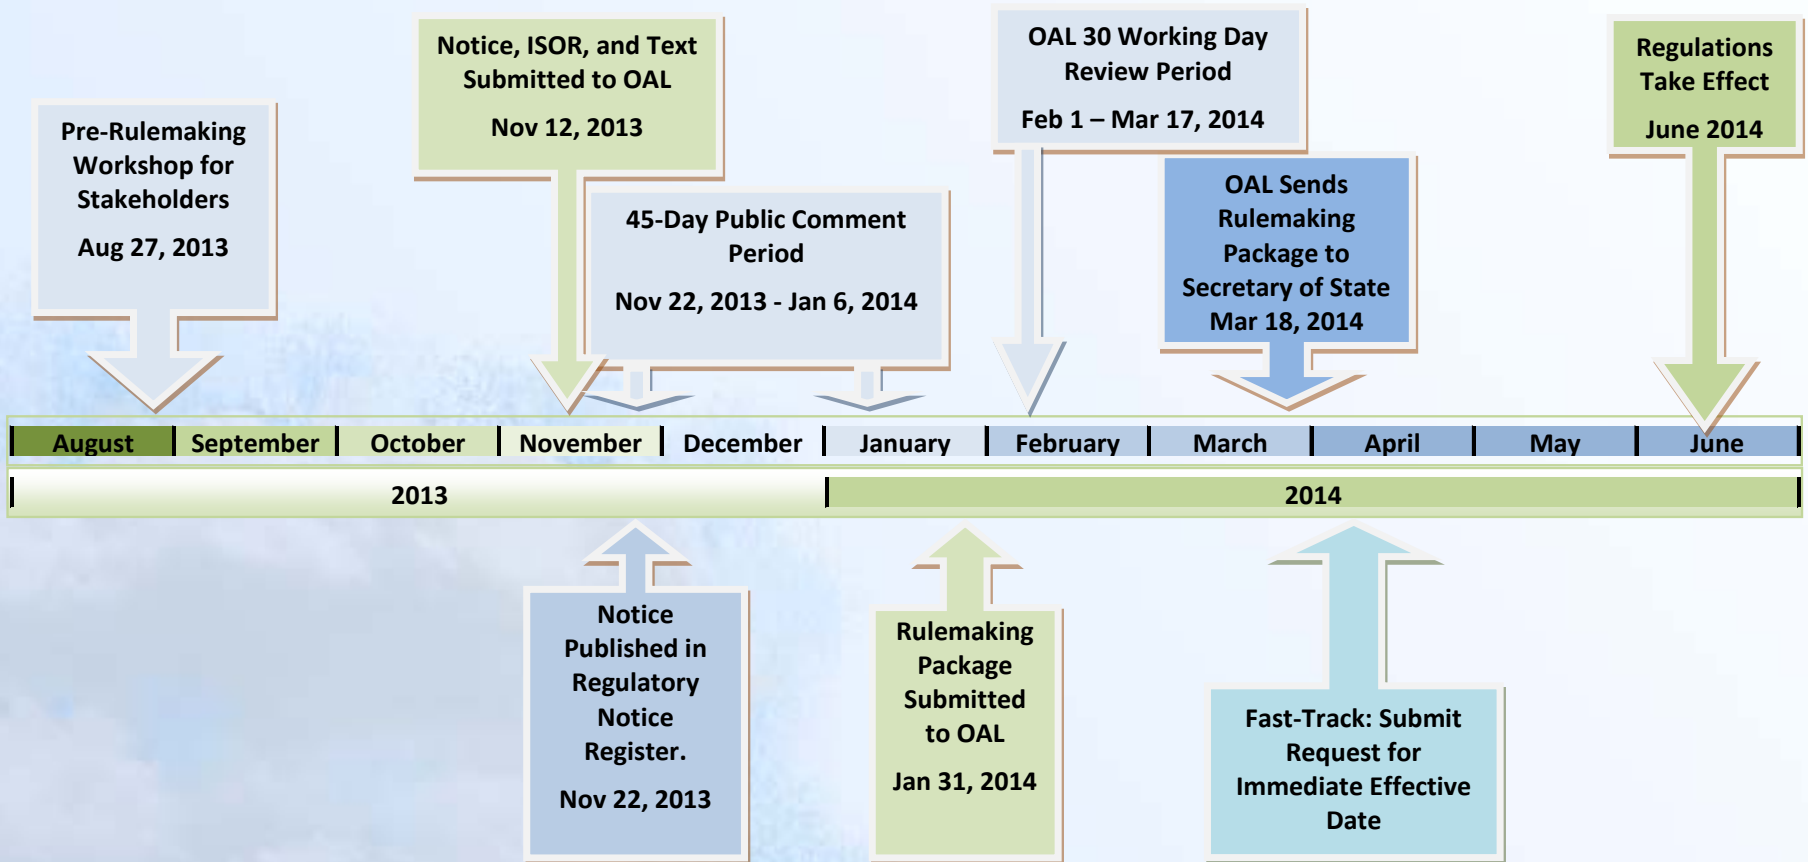 Pre-Rulemaking
Workshop for
Stakeholders
Aug 27, 2013
Notice, ISOR, and Text
Submitted to OAL
Nov 12, 2013
45-Day Public Comment
Period
Nov 22, 2013 - Jan 6, 2014
OAL 30 Working Day
Review Period
Feb 1 – Mar 17, 2014
OAL Sends
Rulemaking
Package to
Secretary of State
Mar 18, 2014
Regulations
Take Effect
June 2014
August September October November December January February March April May June
2013 2014
Notice
Published in
Regulatory
Notice
Register.
Nov 22, 2013
Rulemaking
Package
Submitted
to OAL
Jan 31, 2014
Fast-Track: Submit
Request for
Immediate Effective
Date